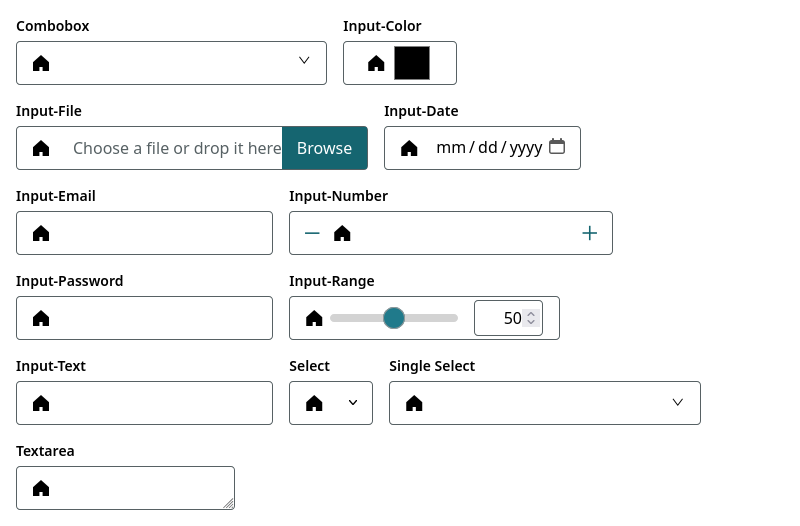 Combobox Input-Color
Input-File Input-Date
Choose a file or drop it here Browse mm / dd / yyyy
Input-Email Input-Number
Input-Password Input-Range
50
Input-Text Select Single Select
Textarea